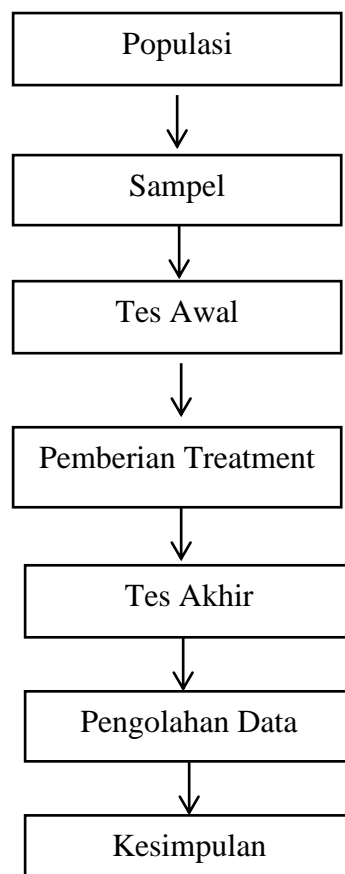 Populasi
Sampel
Tes Awal
Pemberian Treatment
Tes Akhir
Pengolahan Data
Kesimpulan